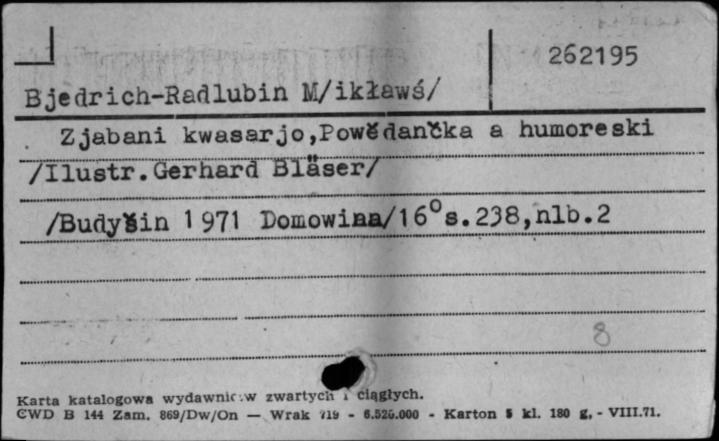 262195
Bjedrich-Radlubin M/ikławś/
Zjabani kwasarjo,Powědančka a humoreski
/Ilustr.Gerhard Bläser/
/Budyšin 1971 Domowina/16⁰s.238,nlb.2
8
Karta katalogowa wydawnictw zwartych i ciągłych.
CWD B 144 Zam. 869/Dw/On — Wrak 719 - 6.520.000 - Karton 5 kl. 180 g. - VIII.71.